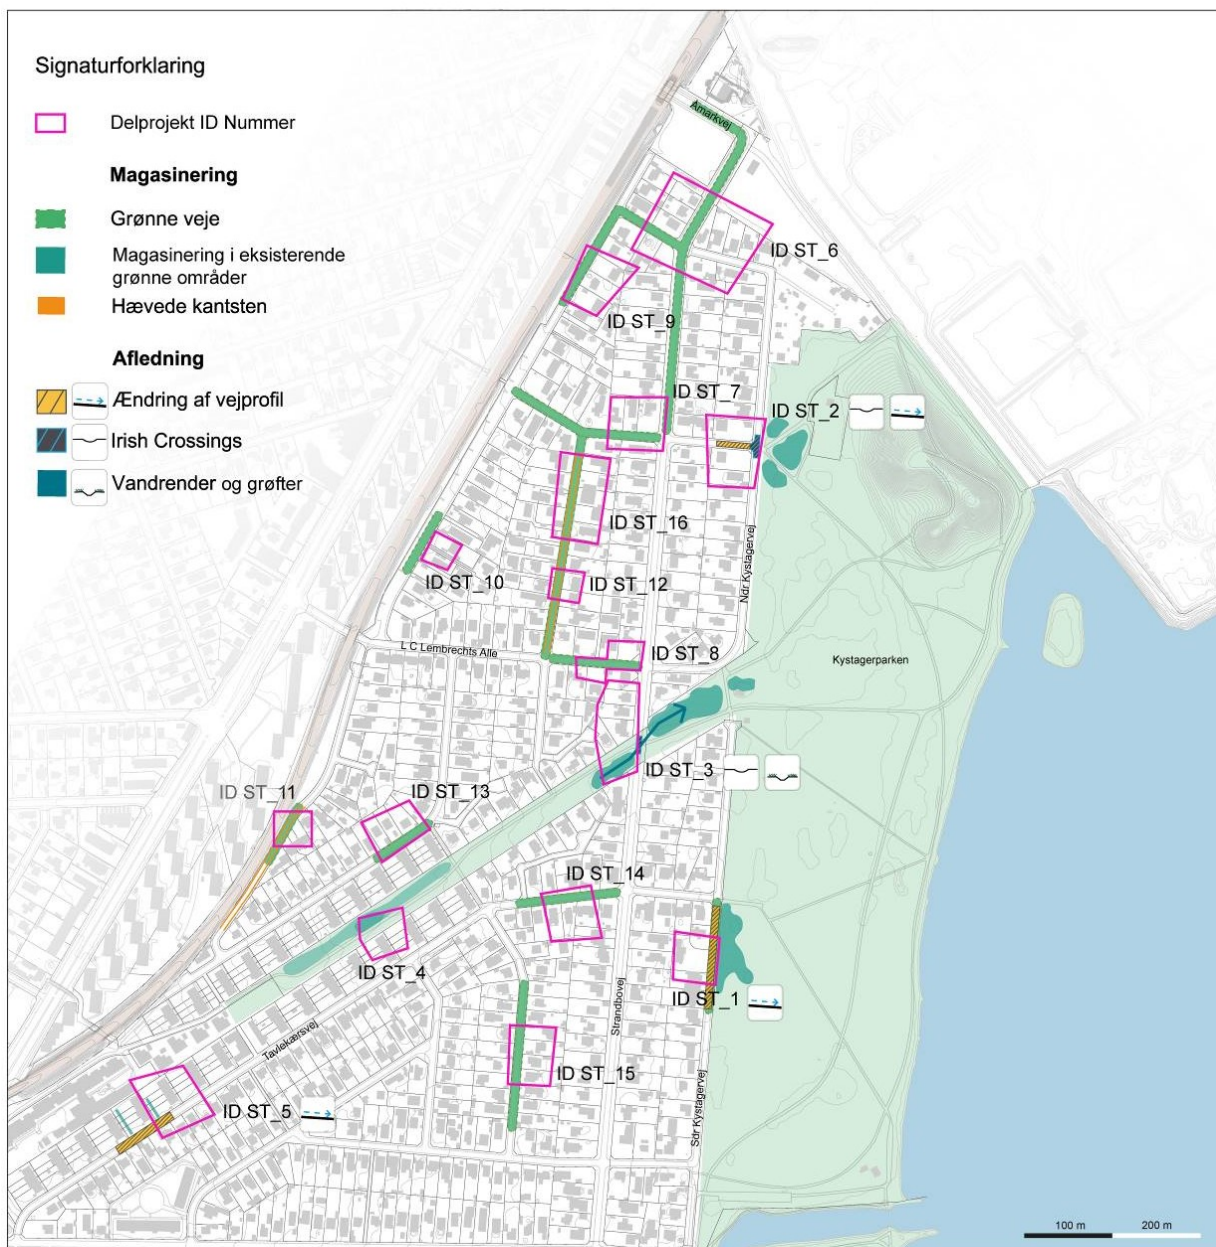 Signaturforklaring
Delprojekt ID Nummer
Magasinering
Grønne veje
Magasinering i eksisterende
grønne områder
Hævede kantsten
Afledning
Ændring af vejprofil
Irish Crossings
Vandrender og grøfter
Amarkvej
ID ST_6
ID ST_9
ID ST_7
ID ST_2
ID ST_16
ID ST_10
ID ST_12
Ndr Kystagervej
L C Lembrechts Alle
ID ST_8
Kystagerparken
ID ST_3
ID ST_11
ID ST_13
ID ST_14
ID ST_4
ID ST_1
Strandbovej
Tavlekærsvej
ID ST_15
ID ST_5
Sdr Kystagervej
100 m
200 m